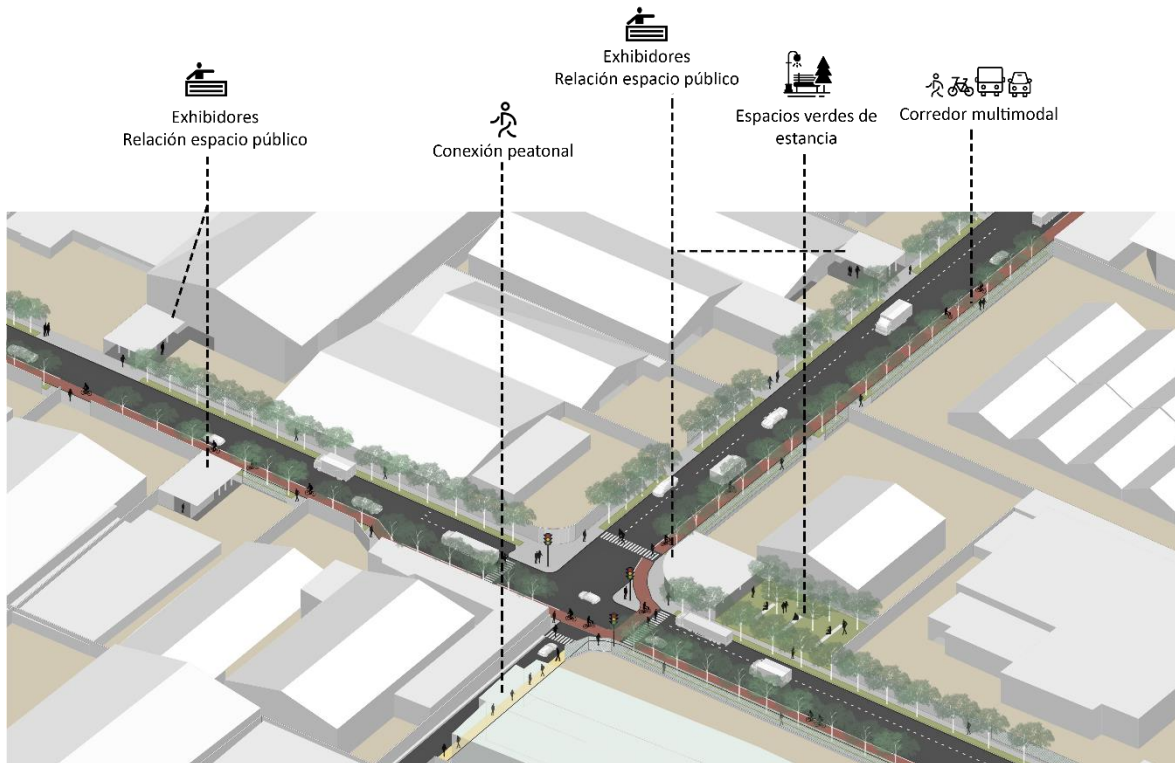 Exhibidores
Relación espacio público
Conexión peatonal
Exhibidores
Relación espacio público
Espacios verdes de
estancia
Corredor multimodal